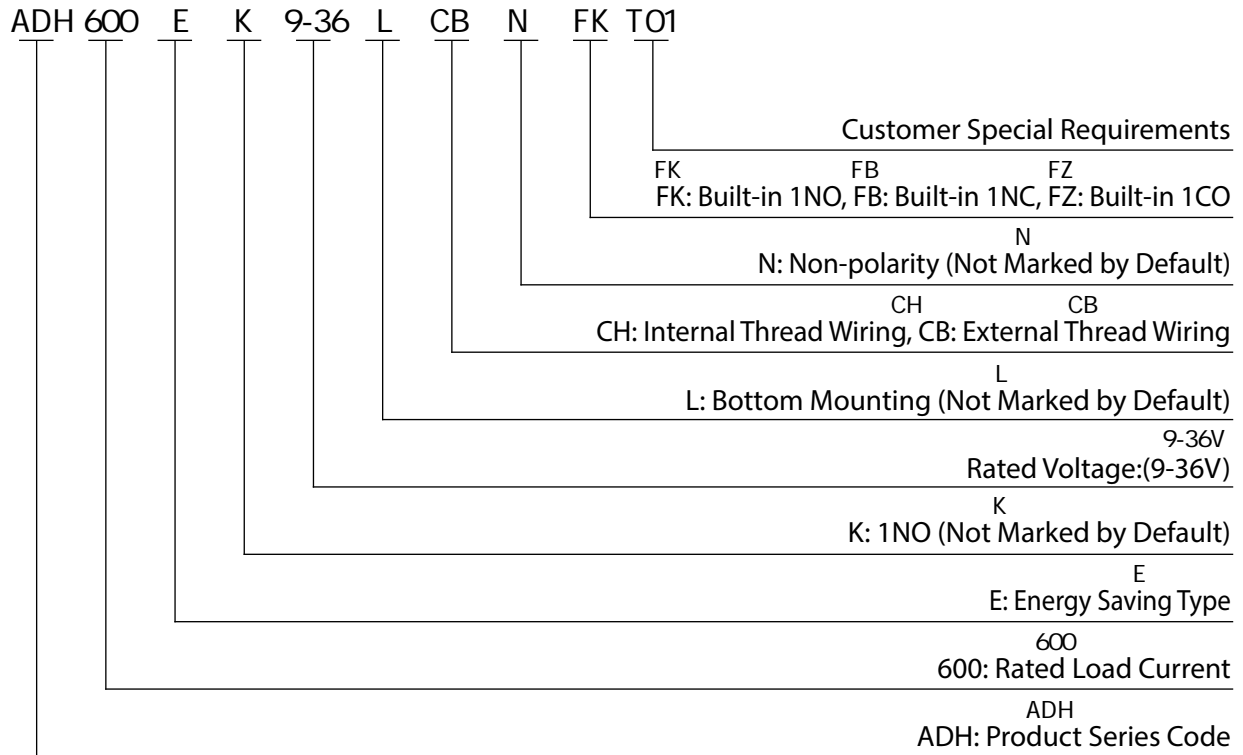 ADH 600 E K 9-36 L CB N FK T01
Customer Special Requirements
FK FB FZ
FK: Built-in 1NO, FB: Built-in 1NC, FZ: Built-in 1CO
N
N: Non-polarity (Not Marked by Default)
CH CB
CH: Internal Thread Wiring, CB: External Thread Wiring
L
L: Bottom Mounting (Not Marked by Default)
9-36V
Rated Voltage:(9-36V)
K
K: 1NO (Not Marked by Default)
E
E: Energy Saving Type
600
600: Rated Load Current
ADH
ADH: Product Series Code